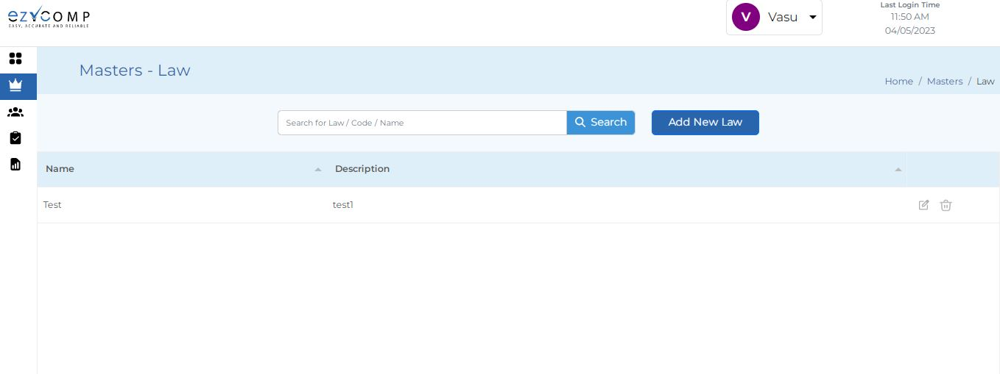 ezycomp
EASY, ACCURATE AND RELIABLE
V
Vasu
Last Login Time
11:50 AM
04/05/2023
Masters - Law
Home / Masters / Law
Search for Law / Code / Name
Search
Add New Law
Name
Description
Test
test1